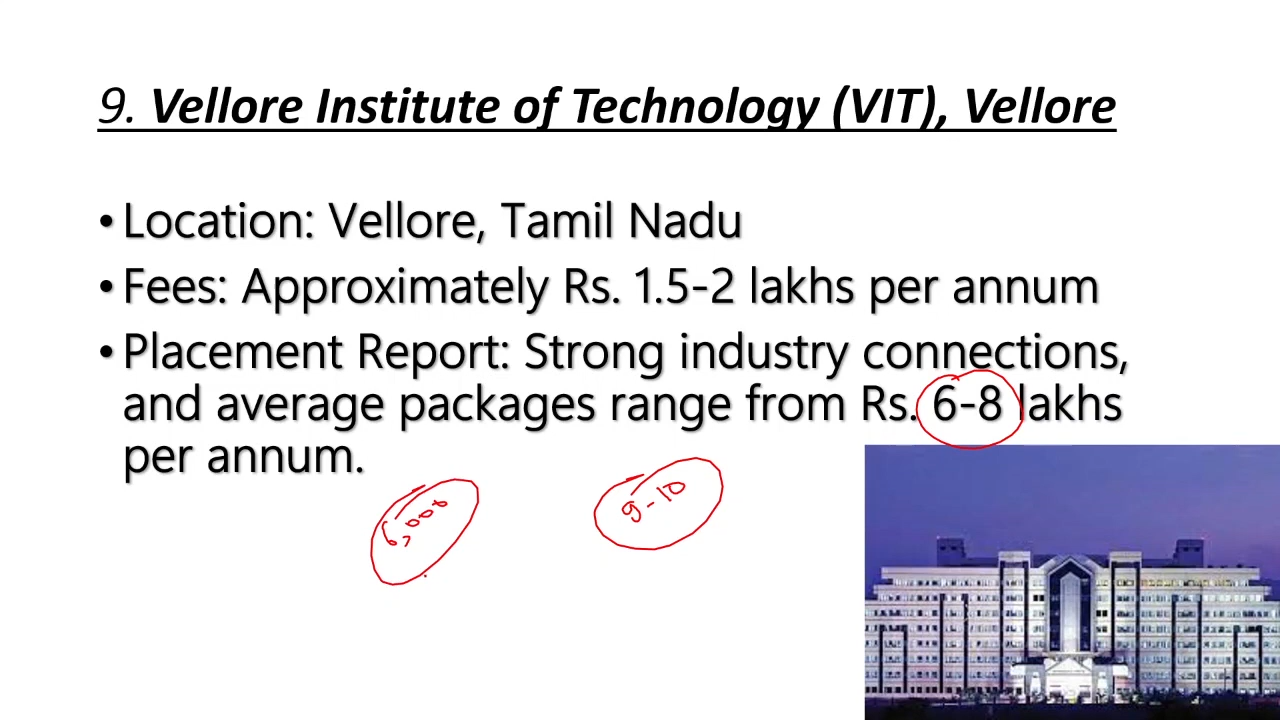 9. Vellore Institute of Technology (VIT), Vellore
• Location: Vellore, Tamil Nadu
• Fees: Approximately Rs. 1.5-2 lakhs per annum
• Placement Report: Strong industry connections,
and average packages range from Rs. 6-8 lakhs
per annum.
6,000
9-10